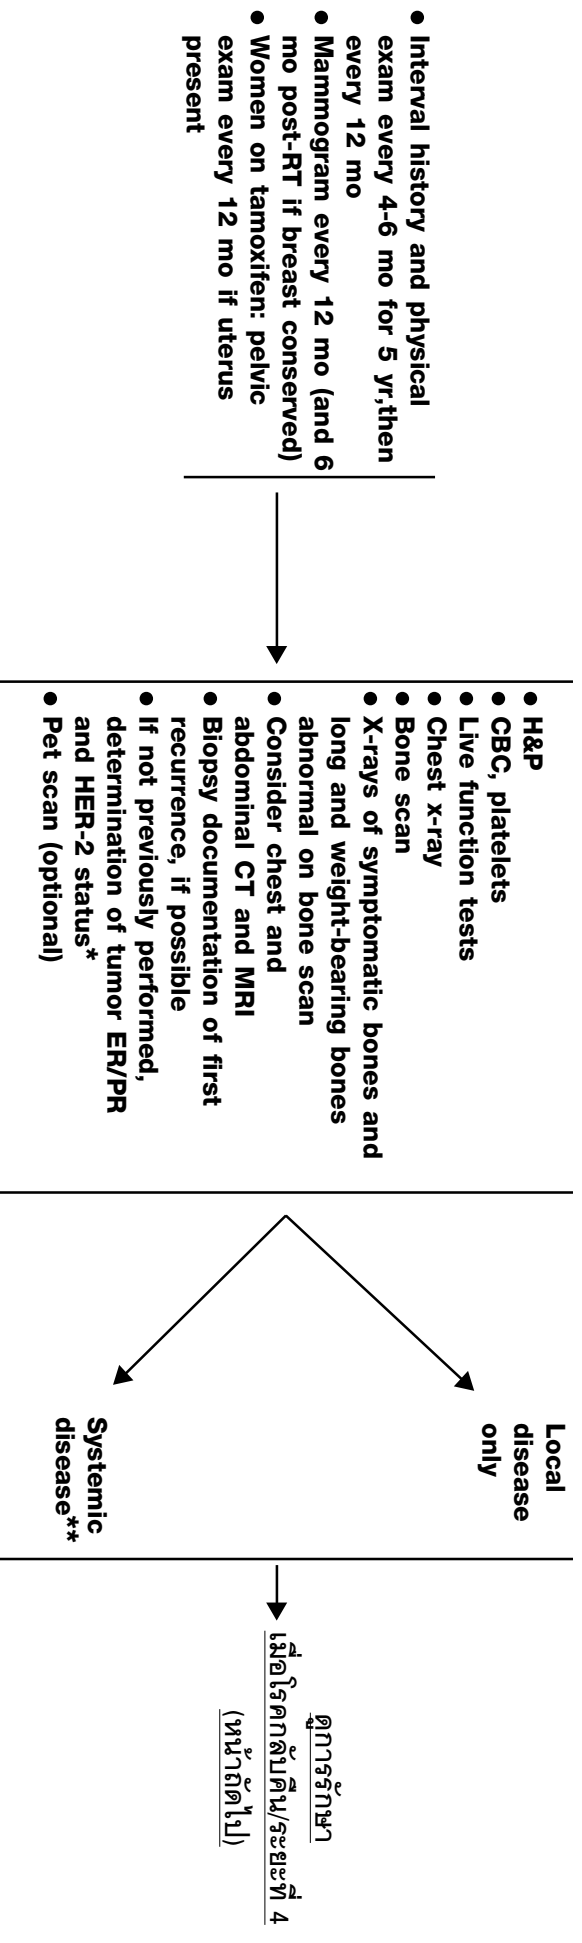 ● Interval history and physical
exam every 4-6 mo for 5 yr,then
every 12 mo
● Mammogram every 12 mo (and 6
mo post-RT if breast conserved)
● Women on tamoxifen: pelvic
exam every 12 mo if uterus
present
● H&P
● CBC, platelets
● Live function tests
● Chest x-ray
● Bone scan
● X-rays of symptomatic bones and
long and weight-bearing bones
abnormal on bone scan
● Consider chest and
abdominal CT and MRI
● Biopsy documentation of first
recurrence, if possible
● If not previously performed,
determination of tumor ER/PR
and HER-2 status*
● Pet scan (optional)
Local
disease
only
Systemic
disease**
ดูการรักษา
เมื่อโรคกลับคืน/ระยะที่ 4
(หน้าถัดไป)